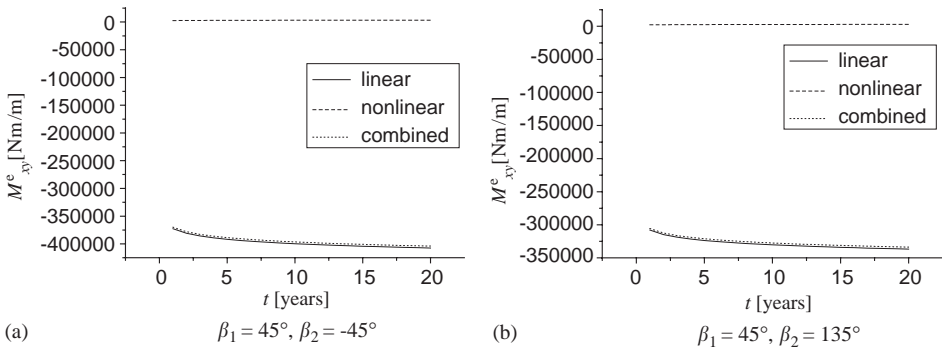 0
-50000
-100000
-150000
-200000
-250000
-300000
-350000
-400000
M^e_xy[Nm/m]
linear
nonlinear
combined
0 5 10 15 20
t [years]
(a) β₁ = 45°, β₂ = -45°
0
-50000
-100000
-150000
-200000
-250000
-300000
-350000
M^e_xy[Nm/m]
linear
nonlinear
combined
0 5 10 15 20
t [years]
(b) β₁ = 45°, β₂ = 135°